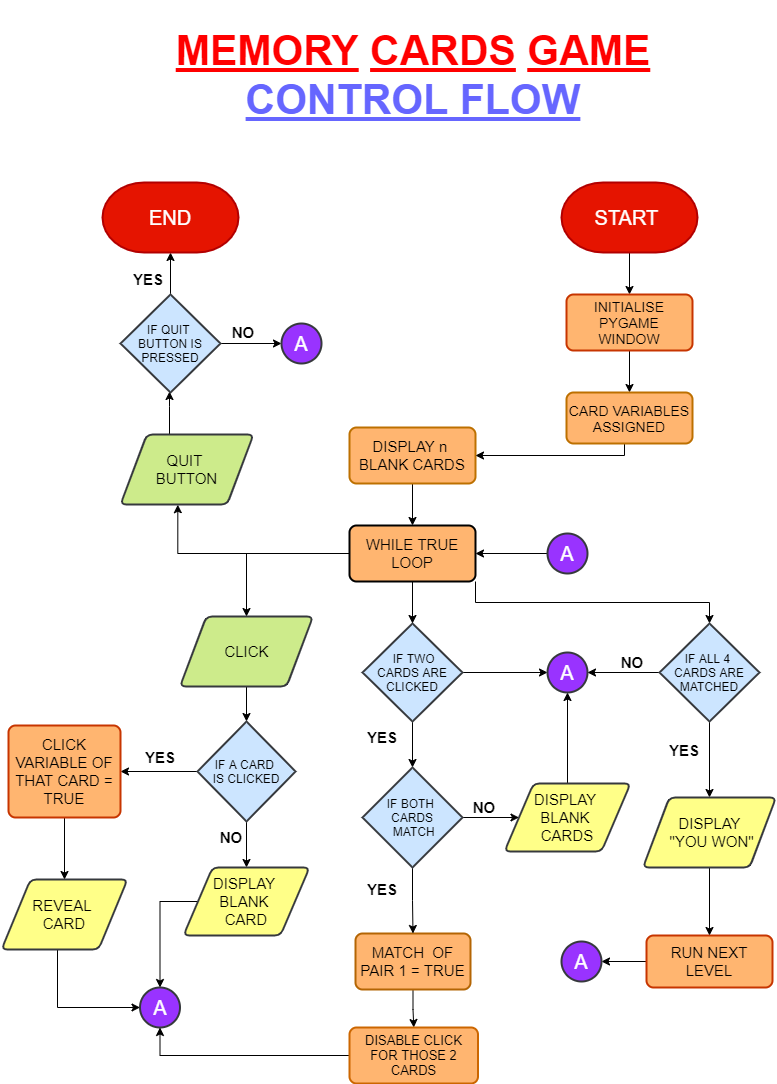 MEMORY CARDS GAME
CONTROL FLOW
END
START
YES
INITIALISE
PYGAME
WINDOW
IF QUIT
BUTTON IS
PRESSED
NO
A
CARD VARIABLES
ASSIGNED
DISPLAY n
BLANK CARDS
QUIT
BUTTON
WHILE TRUE
LOOP
A
CLICK
IF TWO
CARDS ARE
CLICKED
A
NO
IF ALL 4
CARDS ARE
MATCHED
CLICK
VARIABLE OF
THAT CARD =
TRUE
YES
IF A CARD
IS CLICKED
YES
YES
IF BOTH
CARDS
MATCH
NO
DISPLAY
BLANK
CARDS
DISPLAY
"YOU WON"
NO
REVEAL
CARD
DISPLAY
BLANK
CARD
YES
MATCH OF
PAIR 1 = TRUE
A
RUN NEXT
LEVEL
A
DISABLE CLICK
FOR THOSE 2
CARDS